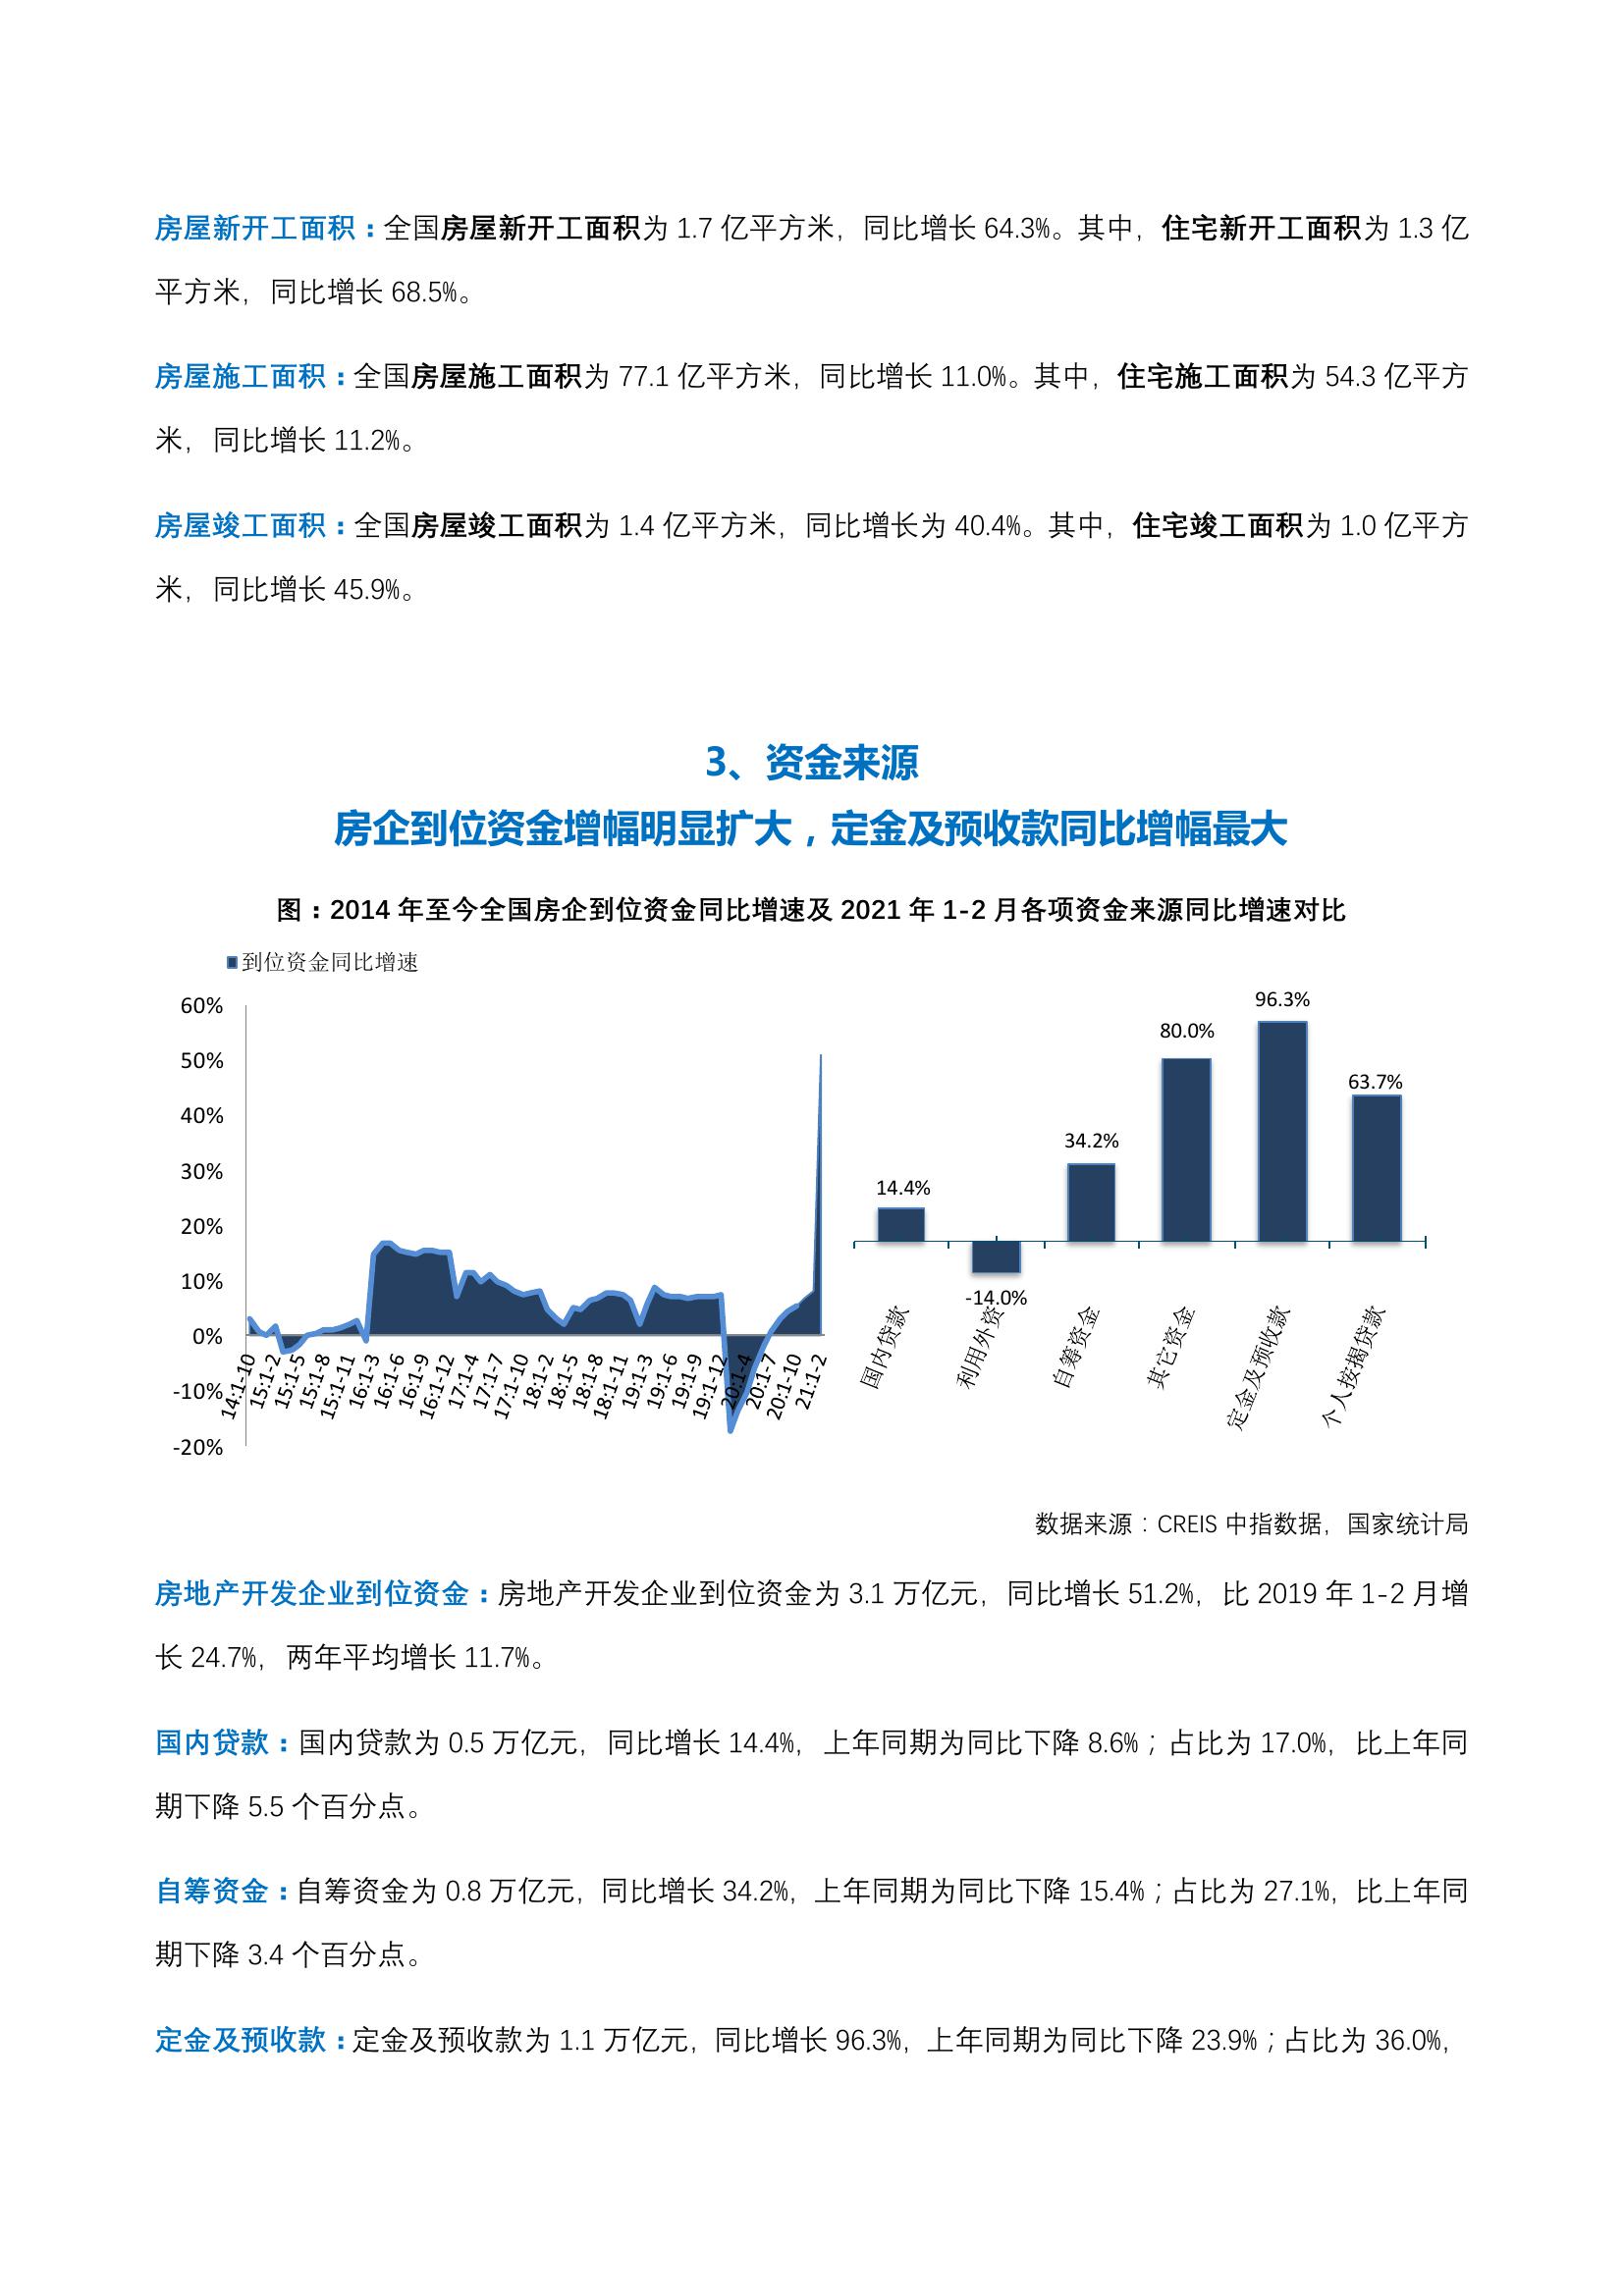 房屋新开工面积：全国房屋新开工面积为 1.7 亿平方米，同比增长 64.3%。其中，住宅新开工面积为 1.3 亿
平方米，同比增长 68.5%。
房屋施工面积：全国房屋施工面积为 77.1 亿平方米，同比增长 11.0%。其中，住宅施工面积为 54.3 亿平方
米，同比增长 11.2%。
房屋竣工面积：全国房屋竣工面积为 1.4 亿平方米，同比增长为 40.4%。其中，住宅竣工面积为 1.0 亿平方
米，同比增长 45.9%。
3、资金来源
房企到位资金增幅明显扩大，定金及预收款同比增幅最大
图：2014 年至今全国房企到位资金同比增速及 2021 年 1-2 月各项资金来源同比增速对比
到位资金同比增速
60%
50%
40%
30%
20%
10%
0%
-10%
-20%
14:1-10
15:1-2
15:1-5
15:1-8
15:1-11
16:1-3
16:1-6
16:1-9
16:1-12
17:1-4
17:1-7
17:1-10
18:1-2
18:1-5
18:1-8
18:1-11
19:1-3
19:1-6
19:1-9
19:1-12
20:1-4
20:1-7
20:1-10
21:1-2
14.4%
-14.0%
34.2%
80.0%
96.3%
63.7%
国内贷款
利用外资
自筹资金
其它资金
定金及预收款
个人按揭贷款
数据来源：CREIS 中指数据，国家统计局
房地产开发企业到位资金：房地产开发企业到位资金为 3.1 万亿元，同比增长 51.2%，比 2019 年 1-2 月增
长 24.7%，两年平均增长 11.7%。
国内贷款：国内贷款为 0.5 万亿元，同比增长 14.4%，上年同期为同比下降 8.6%；占比为 17.0%，比上年同
期下降 5.5 个百分点。
自筹资金：自筹资金为 0.8 万亿元，同比增长 34.2%，上年同期为同比下降 15.4%；占比为 27.1%，比上年同
期下降 3.4 个百分点。
定金及预收款：定金及预收款为 1.1 万亿元，同比增长 96.3%，上年同期为同比下降 23.9%；占比为 36.0%，